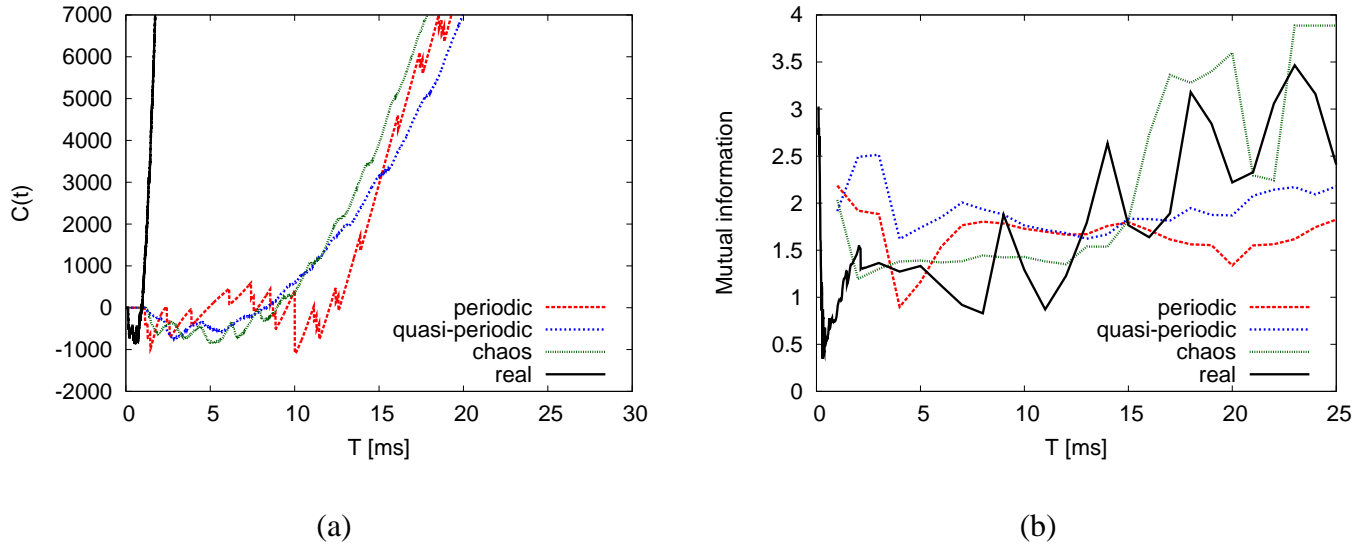 7000
6000
5000
4000
3000
2000
1000
0
-1000
-2000
C(t)
0 5 10 15 20 25 30
T [ms]
periodic
quasi-periodic
chaos
real
(a)
4
3.5
3
2.5
2
1.5
1
0.5
0
Mutual information
0 5 10 15 20 25
T [ms]
periodic
quasi-periodic
chaos
real
(b)